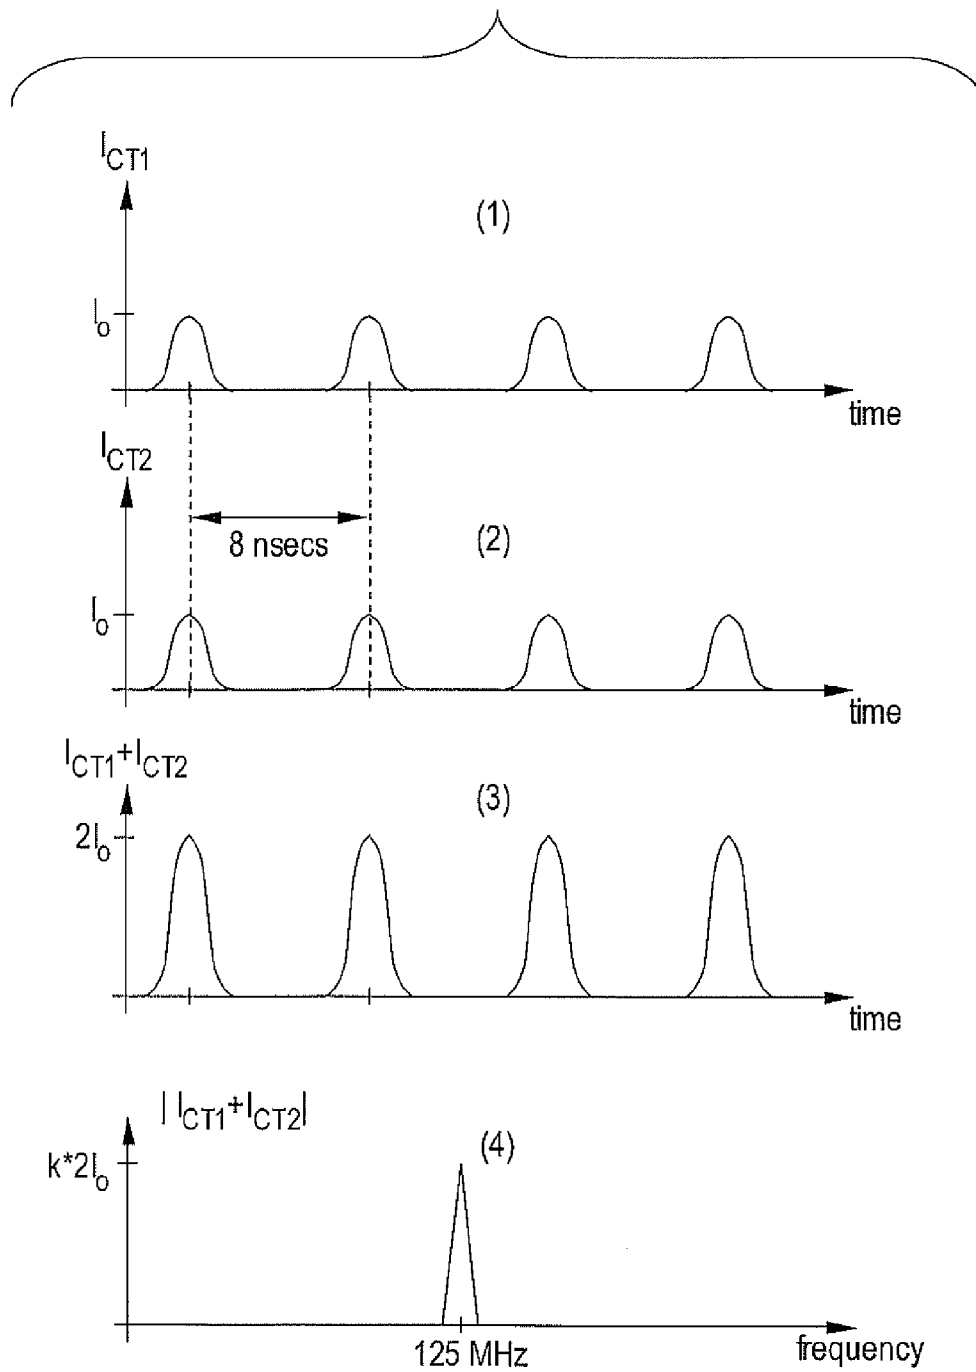 I_CT1
(1)
I_o
time
I_CT2
8 nsecs
(2)
I_o
time
I_CT1+I_CT2
(3)
2I_o
time
| I_CT1+I_CT2|
(4)
k*2I_o
125 MHz
frequency